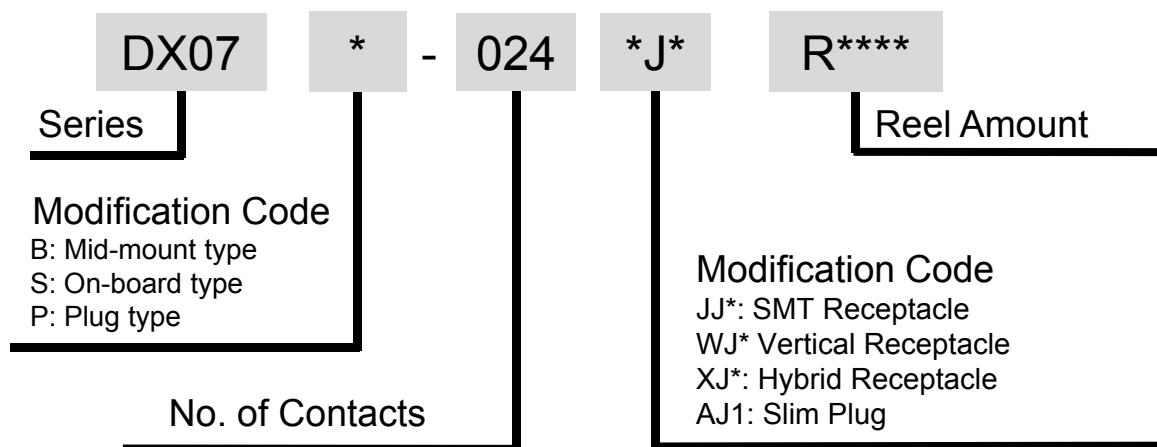 DX07 * - 024 *J* R****
Series
Reel Amount
Modification Code
B: Mid-mount type
S: On-board type
P: Plug type
Modification Code
JJ*: SMT Receptacle
WJ* Vertical Receptacle
XJ*: Hybrid Receptacle
AJ1: Slim Plug
No. of Contacts